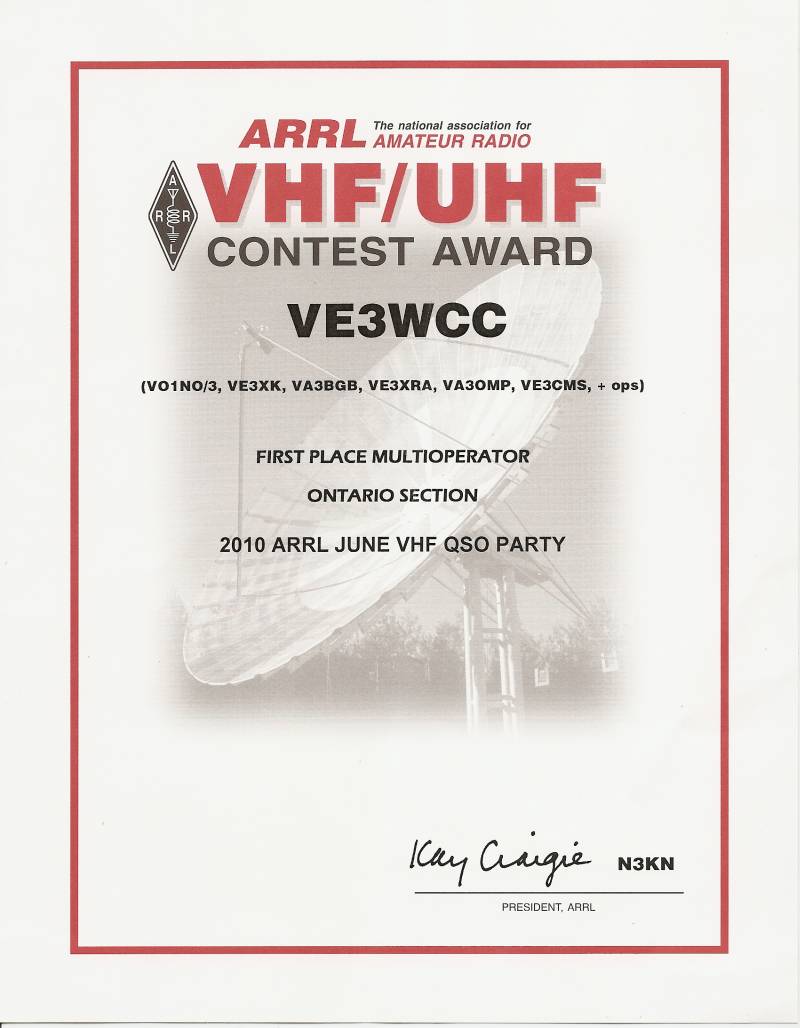 ARRL The national association for
AMATEUR RADIO
VHF/UHF
A
R R
L
CONTEST AWARD
VE3WCC
(VO1NO/3, VE3XK, VA3BGB, VE3XRA, VA3OMP, VE3CMS, + ops)
FIRST PLACE MULTIOPERATOR
ONTARIO SECTION
2010 ARRL JUNE VHF QSO PARTY
Kay Craigie N3KN
PRESIDENT, ARRL